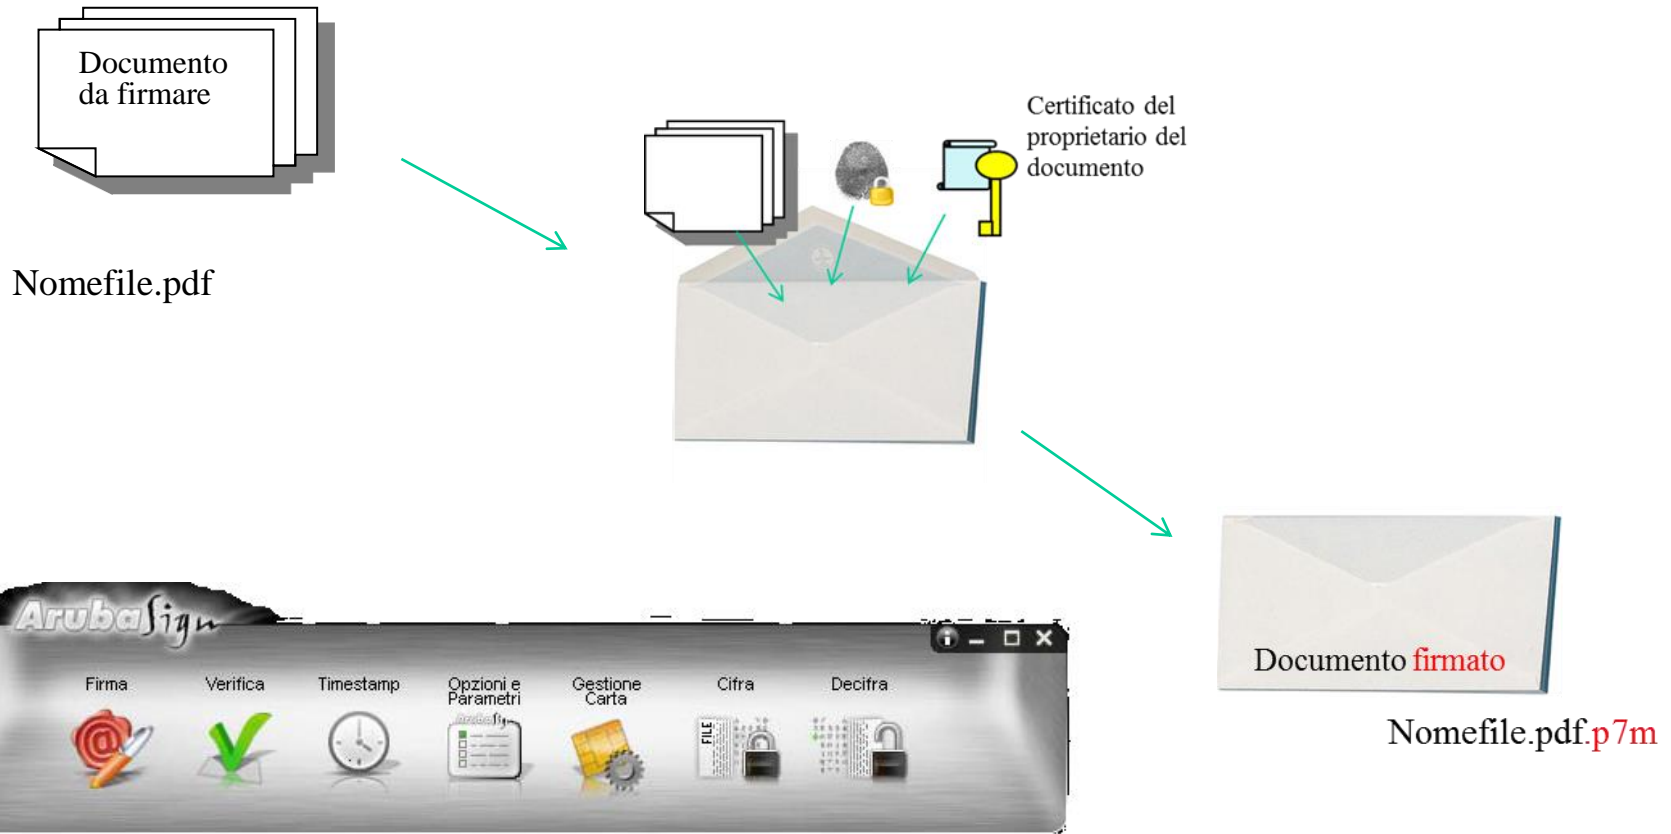 Documento
da firmare
Nomefile.pdf
Certificato del
proprietario del
documento
Documento firmato
Nomefile.pdf.p7m
ArubaSign
Firma
Verifica
Timestamp
Opzioni e
Parametri
Gestione
Carta
Cifra
Decifra
ArubaSign
FILE